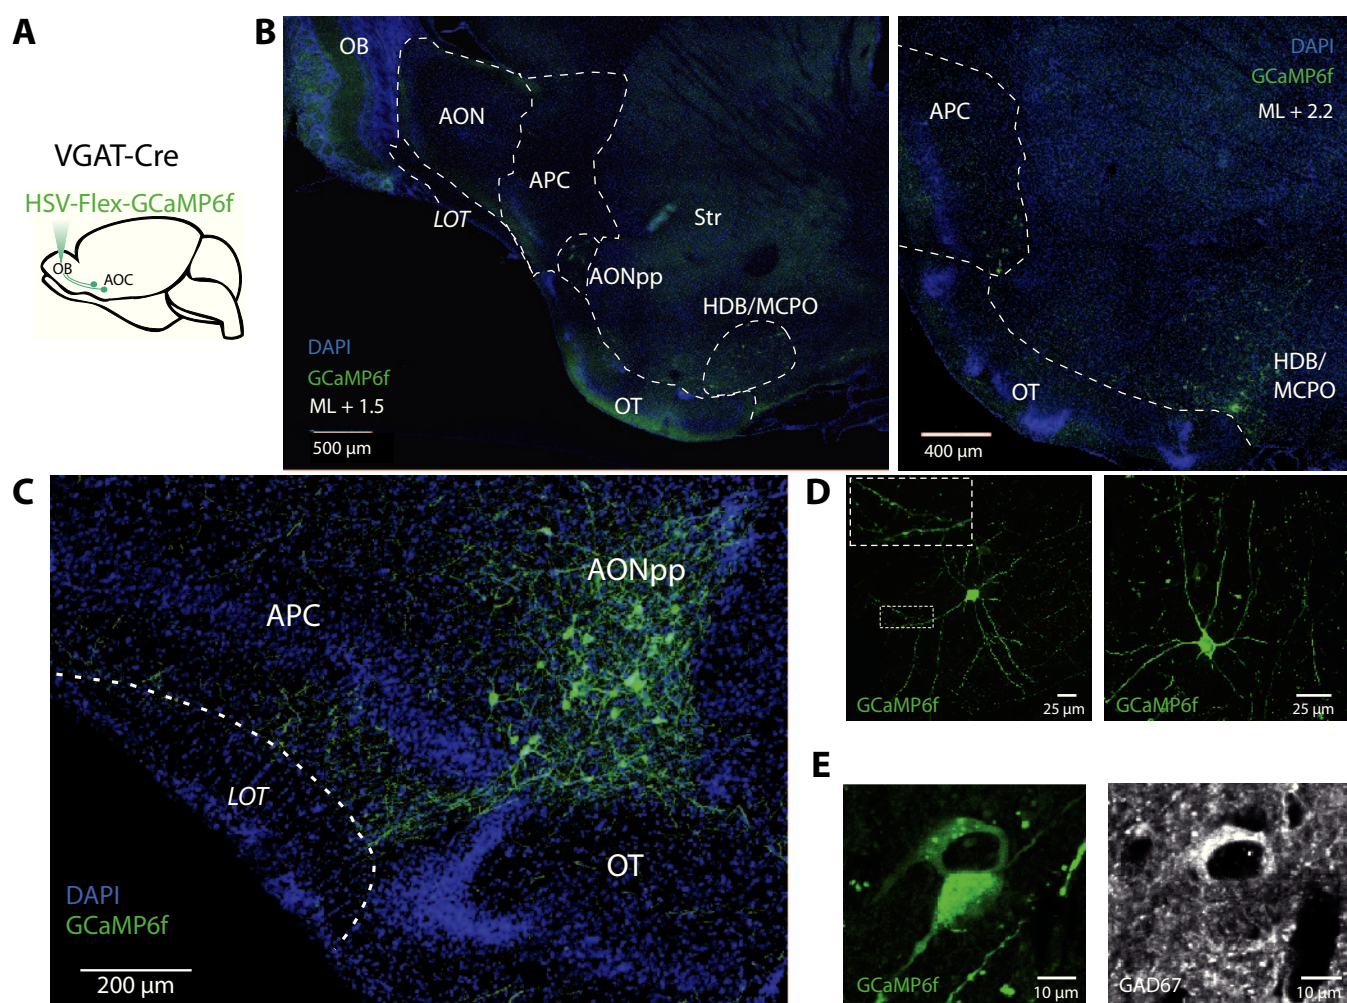 A
VGAT-Cre
HSV-Flex-GCaMP6f
OB
AOC
B
OB
AON
APC
LOT
Str
AONpp
HDB/MCPO
OT
DAPI
GCaMP6f
ML + 1.5
500 µm
DAPI
GCaMP6f
ML + 2.2
APC
HDB/
MCPO
OT
400 µm
C
AONpp
APC
LOT
OT
DAPI
GCaMP6f
200 µm
D
GCaMP6f
25 µm
GCaMP6f
25 µm
E
GCaMP6f
10 µm
GAD67
10 µm